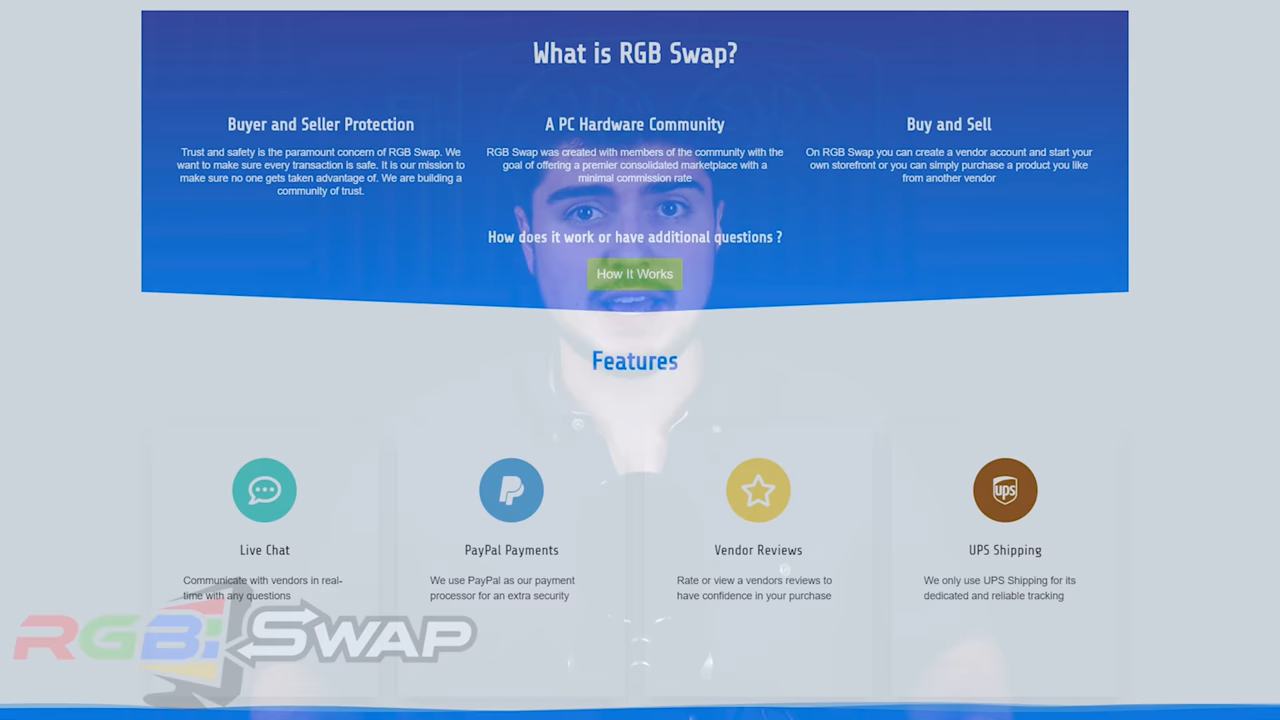 What is RGB Swap?
Buyer and Seller Protection
Trust and safety is the paramount concern of RGB Swap. We
want to make sure every transaction is safe. It is our mission to
make sure no one gets taken advantage of. We are building a
community of trust.
A PC Hardware Community
RGB Swap was created with members of the community with the
goal of offering a premier consolidated marketplace with a
minimal commission rate
Buy and Sell
On RGB Swap you can create a vendor account and start your
own storefront or you can simply purchase a product you like
from another vendor
How does it work or have additional questions ?
How It Works
Features
Live Chat
Communicate with vendors in real-
time with any questions
PayPal Payments
We use PayPal as our payment
processor for an extra security
Vendor Reviews
Rate or view a vendors reviews to
have confidence in your purchase
ups
UPS Shipping
We only use UPS Shipping for its
dedicated and reliable tracking
RGB SWAP